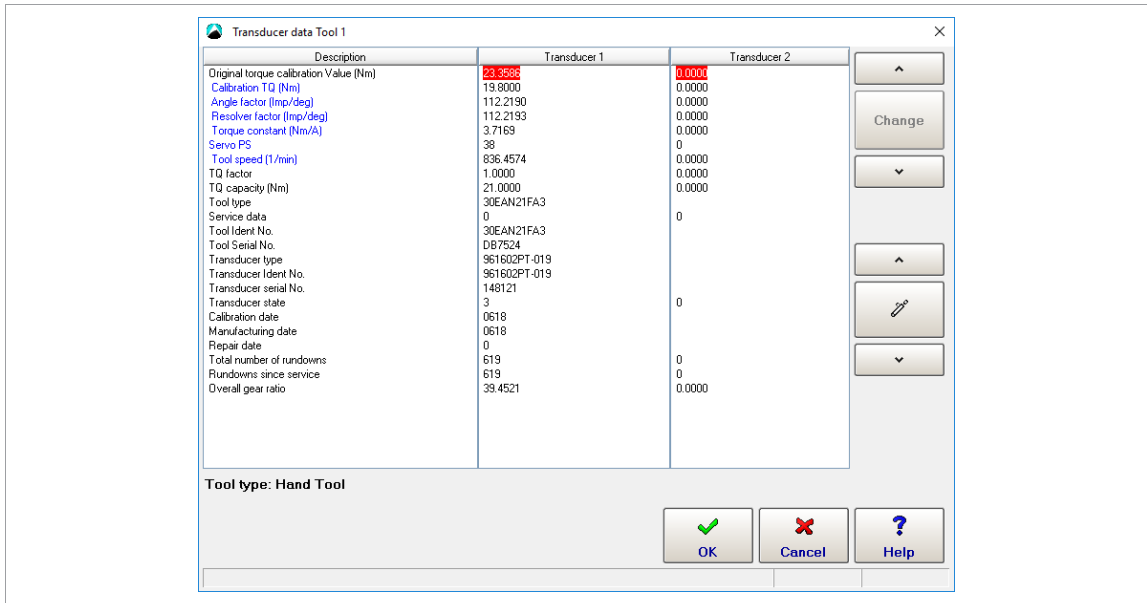 Transducer data Tool 1
Description Transducer 1 Transducer 2
Original torque calibration Value (Nm) 23.3586 0.0000
Calibration TQ (Nm) 19.8000 0.0000
Angle factor (Imp/deg) 112.2190 0.0000
Resolver factor (Imp/deg) 112.2193 0.0000
Torque constant (Nm/A) 3.7169 0.0000
Servo PS 38 0
Tool speed (1/min) 836.4574 0.0000
TQ factor 1.0000 0.0000
TQ capacity (Nm) 21.0000 0.0000
Tool type 30EAN21FA3
Service data 0 0
Tool Ident No. 30EAN21FA3
Tool Serial No. DB7524
Transducer type 961602PT-019
Transducer Ident No. 961602PT-019
Transducer serial No. 148121
Transducer state 3 0
Calibration date 0618
Manufacturing date 0618
Repair date 0
Total number of rundowns 619 0
Rundowns since service 619 0
Overall gear ratio 39.4521 0.0000
Change
Tool type: Hand Tool
OK Cancel Help